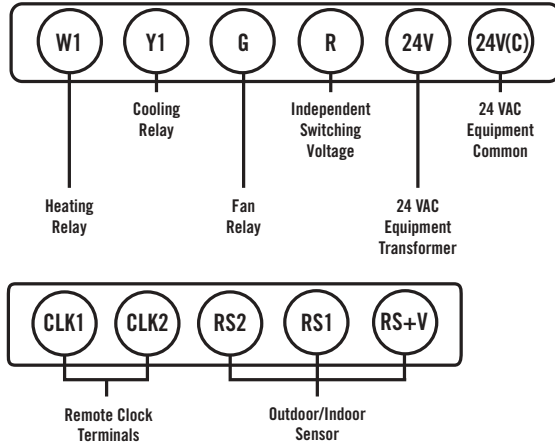 W1 Y1 G R 24V 24V(C)
Cooling
Relay
Independent
Switching
Voltage
24 VAC
Equipment
Common
Heating
Relay
Fan
Relay
24 VAC
Equipment
Transformer
CLK1 CLK2 RS2 RS1 RS+V
Remote Clock
Terminals
Outdoor/Indoor
Sensor